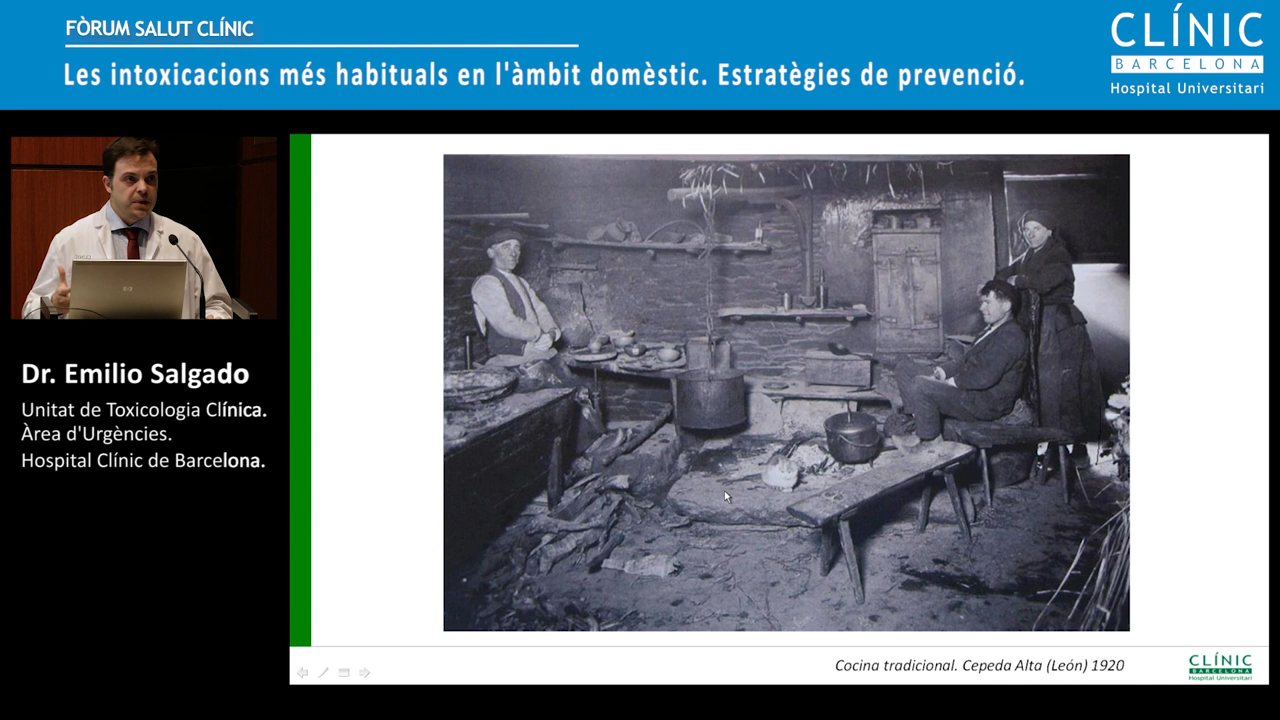 FÒRUM SALUT CLÍNIC
Les intoxicacions més habituals en l'àmbit domèstic. Estratègies de prevenció.
CLÍNIC
BARCELONA
Hospital Universitari
Dr. Emilio Salgado
Unitat de Toxicologia Clínica.
Àrea d'Urgències.
Hospital Clínic de Barcelona.
Cocina tradicional. Cepeda Alta (León) 1920
CLÍNIC
BARCELONA
Hospital Universitari